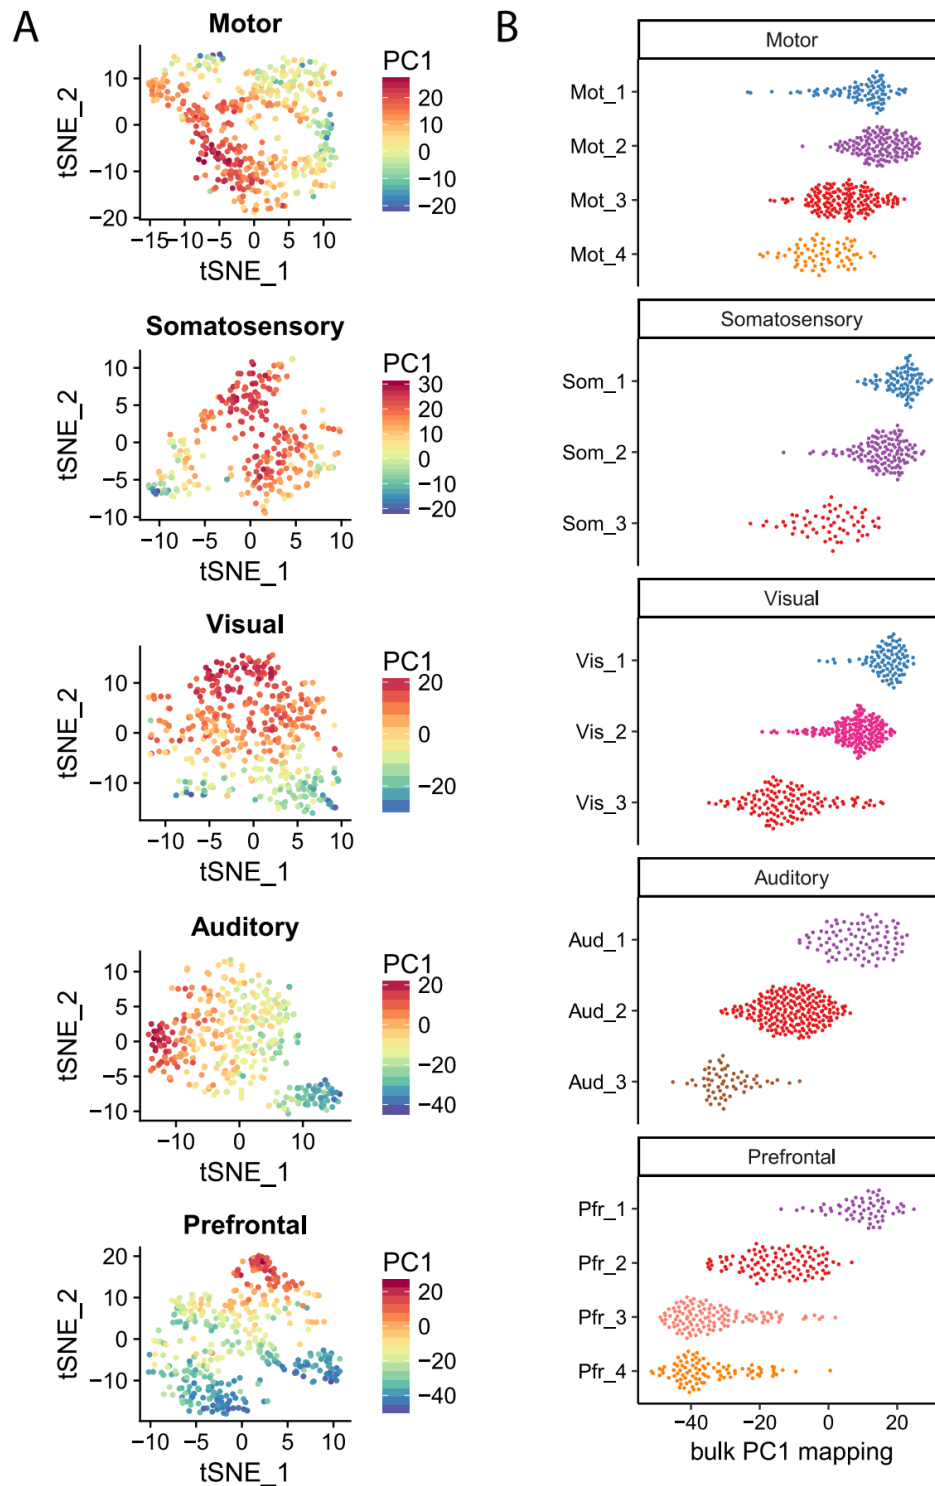 A
Motor
tSNE_2
10
0
−10
−20
−15 −10 −5 0 5 10
tSNE_1
PC1
20
10
0
−10
−20
Somatosensory
tSNE_2
10
5
0
−5
−10
−10 −5 0 5 10
tSNE_1
PC1
30
20
10
0
−10
−20
Visual
tSNE_2
10
0
−10
−10 −5 0 5 10
tSNE_1
PC1
20
0
−20
Auditory
tSNE_2
10
5
0
−5
−10
−10 0 10
tSNE_1
PC1
20
0
−20
−40
Prefrontal
tSNE_2
20
10
0
−10
−10 −5 0 5 10
tSNE_1
PC1
20
0
−20
−40
B
Motor
Mot_1
Mot_2
Mot_3
Mot_4
Somatosensory
Som_1
Som_2
Som_3
Visual
Vis_1
Vis_2
Vis_3
Auditory
Aud_1
Aud_2
Aud_3
Prefrontal
Pfr_1
Pfr_2
Pfr_3
Pfr_4
−40 −20 0 20
bulk PC1 mapping